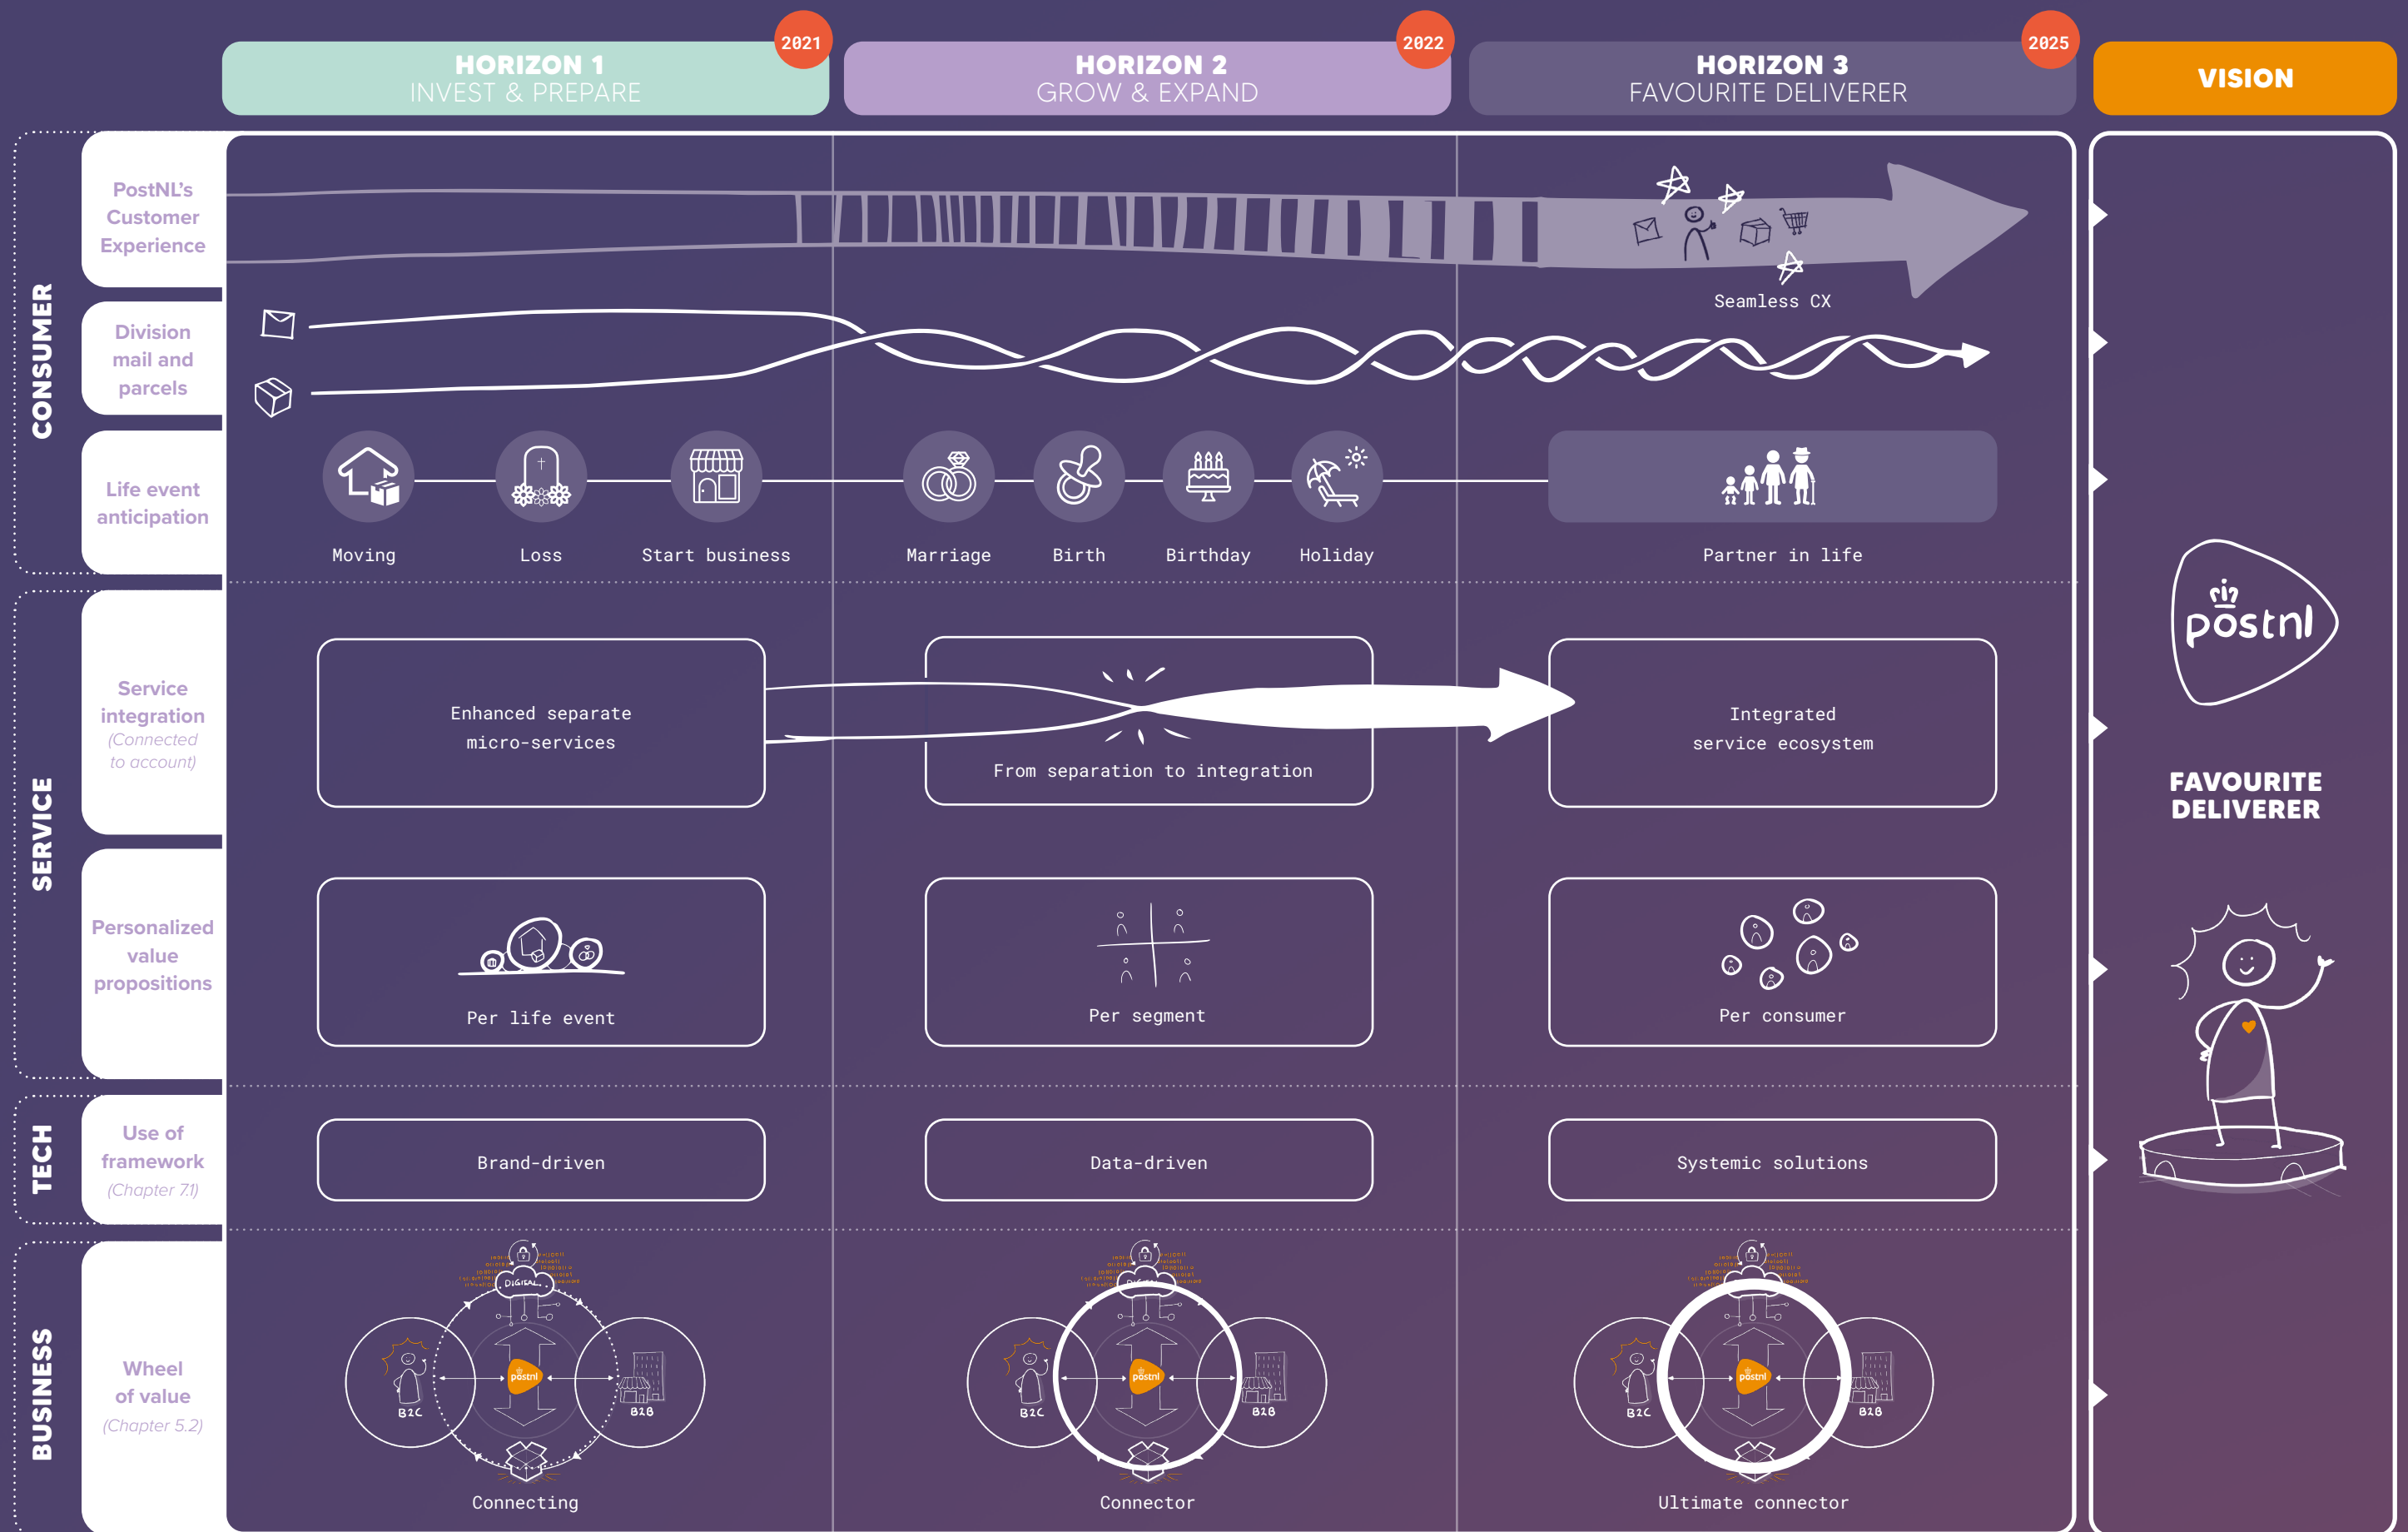 2021
2022
2025
HORIZON 1
INVEST & PREPARE
HORIZON 2
GROW & EXPAND
HORIZON 3
FAVOURITE DELIVERER
VISION
CONSUMER
PostNL's
Customer
Experience
Seamless CX
Division
mail and
parcels
Life event
anticipation
Moving
Loss
Start business
Marriage
Birth
Birthday
Holiday
Partner in life
SERVICE
Service
integration
(Connected
to account)
Enhanced separate
micro-services
From separation to integration
Integrated
service ecosystem
Personalized
value
propositions
Per life event
Per segment
Per consumer
TECH
Use of
framework
(Chapter 7.1)
Brand-driven
Data-driven
Systemic solutions
BUSINESS
Wheel
of value
(Chapter 5.2)
DIGITAL
B2C
postnl
B2B
Connecting
DIGITAL
B2C
postnl
B2B
Connector
B2C
postnl
B2B
Ultimate connector
postnl
FAVOURITE
DELIVERER